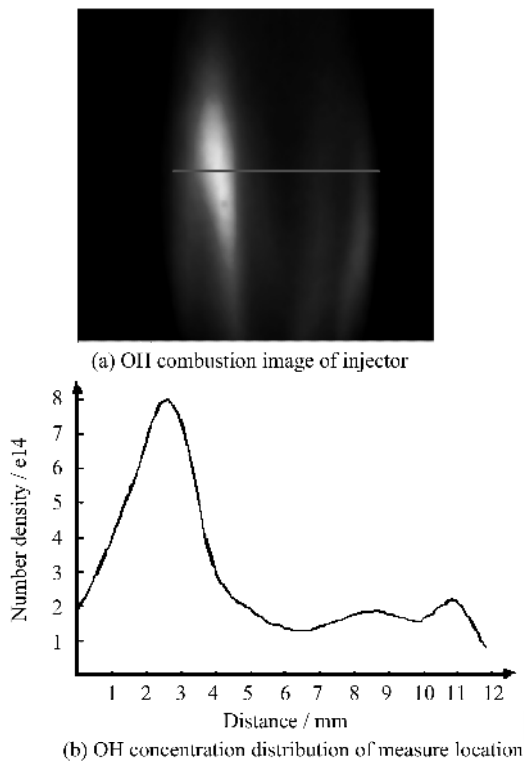 (a) OH combustion image of injector
8
7
6
5
4
3
2
1
Number density / e14
1 2 3 4 5 6 7 8 9 10 11 12
Distance / mm
(b) OH concentration distribution of measure location